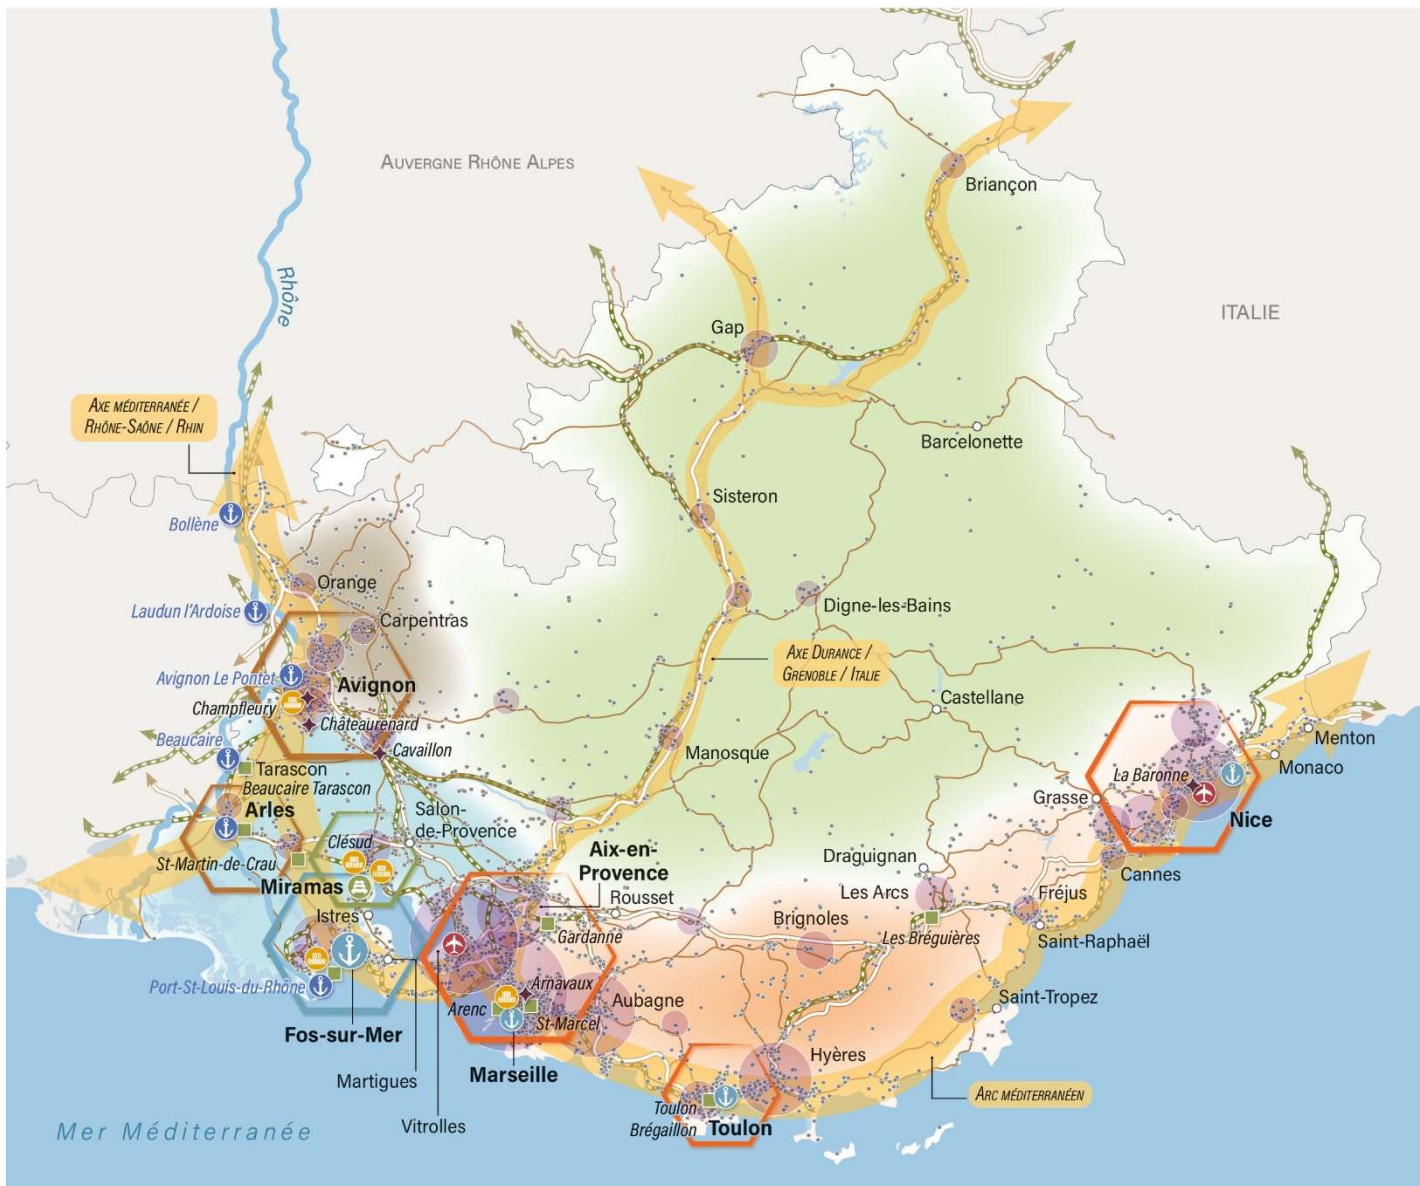 AUVERGNE RHÔNE ALPES
Briançon
Rhône
Gap
ITALIE
AXE MÉDITERRANÉE /
RHÔNE-SAÔNE / RHIN
Barcelonette
Sisteron
Bollène
Orange
Laudun l'Ardoise
Digne-les-Bains
Carpentras
AXE DURANCE /
GRENOBLE / ITALIE
Avignon Le Pontet
Avignon
Castellane
Champfleury
Châteaurenard
Beaucaire
Cavaillon
Manosque
Menton
Tarascon
Monaco
La Baronne
Beaucaire Tarascon
Grasse
Arles
Salon-
de-Provence
Nice
Clésud
Aix-en-
Provence
Draguignan
St-Martin-de-Crau
Cannes
Miramas
Les Arcs
Fréjus
Rousset
Istres
Brignoles
Gardanne
Les Bréguières
Saint-Raphaël
Port-St-Louis-du-Rhône
Arnavaux
Aubagne
Saint-Tropez
Arenc
St-Marcel
Fos-sur-Mer
Hyères
Marseille
Martigues
ARC MÉDITERRANÉEN
Toulon
Brégaillon
Toulon
Vitrolles
Mer Méditerranée